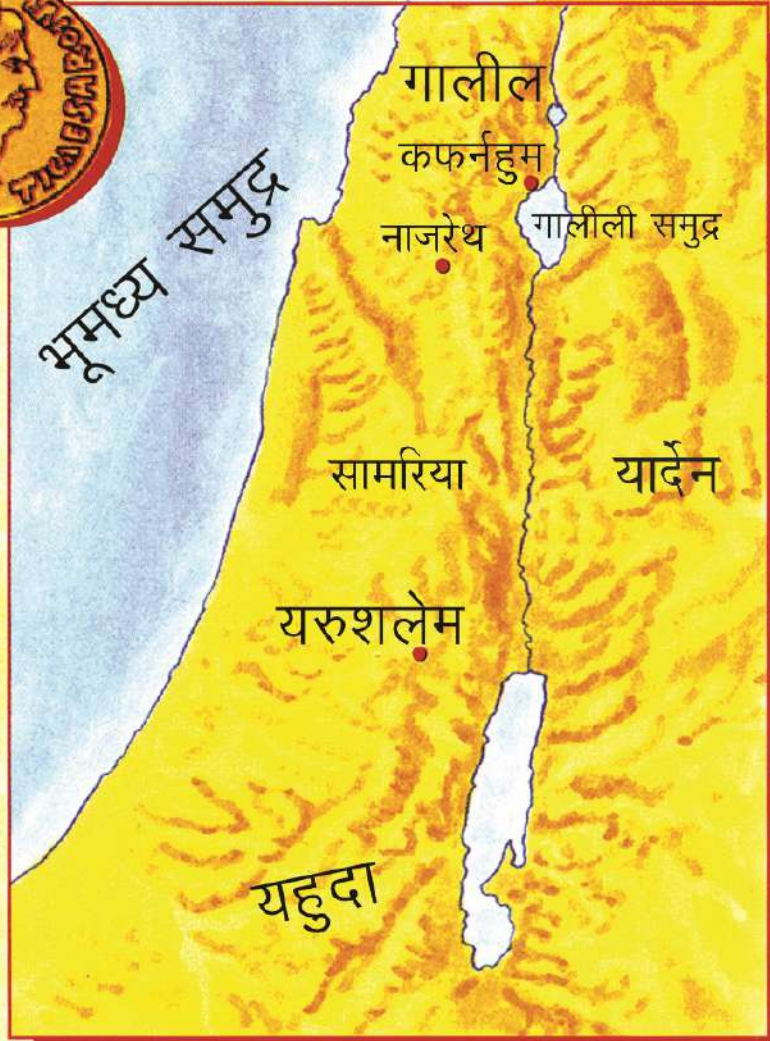 गालील
कफर्नहुम
गालीली समुद्र
नाजरेथ
भूमध्य समुद्र
सामरिया
यार्देन
यरुशलेम
यहुदा